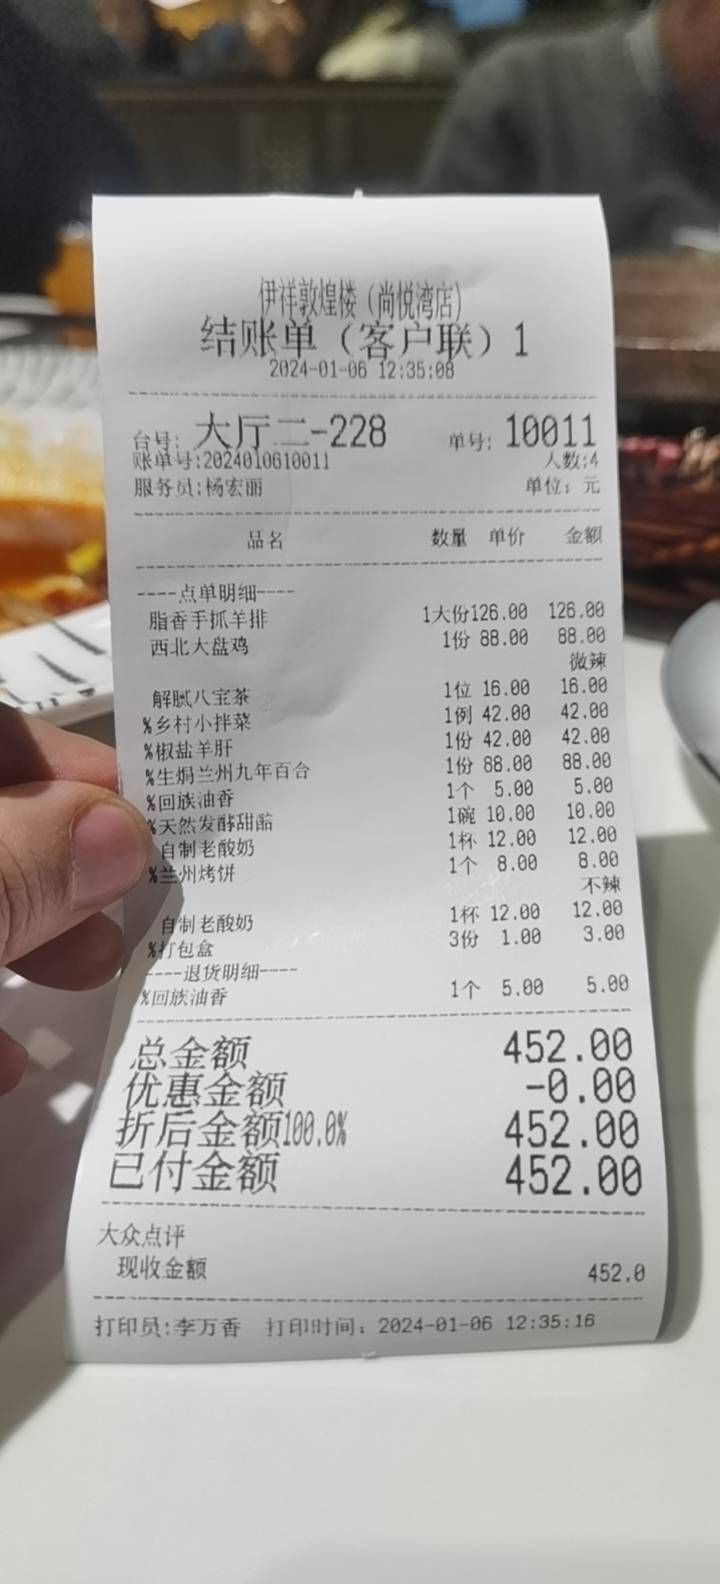 伊祥敦煌楼（尚悦湾店）
结账单（客户联）1
2024-01-06 12:35:08
台号: 大厅二-228 单号: 10011
账单号:2024010610011 人数:4
服务员:杨宏丽 单位: 元
品名 数量 单价 金额
----点单明细----
脂香手抓羊排 1大份126.00 126.00
西北大盘鸡 1份 88.00 88.00
微辣
解腻八宝茶 1位 16.00 16.00
%乡村小拌菜 1例 42.00 42.00
%椒盐羊肝 1份 42.00 42.00
%生焗兰州九年百合 1份 88.00 88.00
%回族油香 1个 5.00 5.00
%天然发酵甜醅 1碗 10.00 10.00
自制老酸奶 1杯 12.00 12.00
%兰州烤饼 1个 8.00 8.00
不辣
自制老酸奶 1杯 12.00 12.00
%打包盒 3份 1.00 3.00
----退货明细----
%回族油香 1个 5.00 5.00
总金额 452.00
优惠金额 -0.00
折后金额100.0% 452.00
已付金额 452.00
大众点评
现收金额 452.0
打印员:李万香 打印时间: 2024-01-06 12:35:16